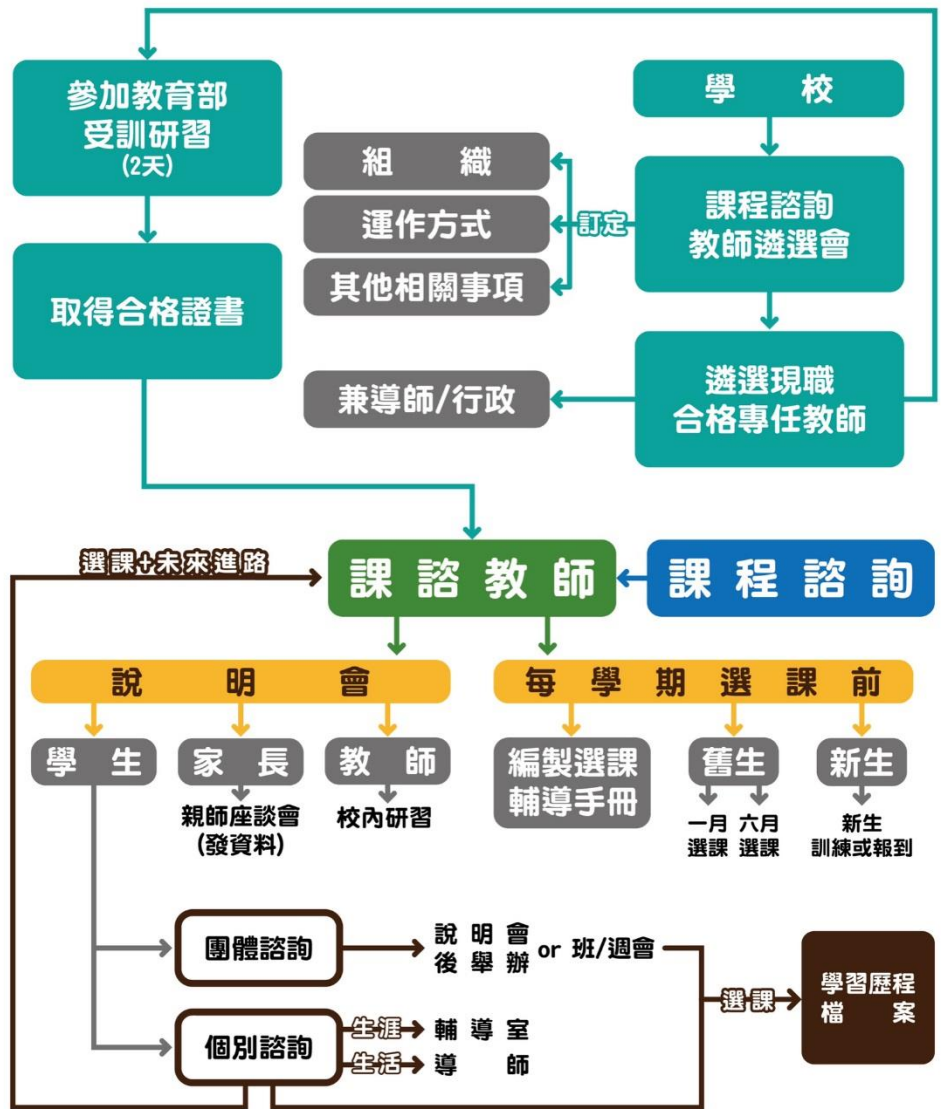 參加教育部
受訓研習
(2天)
取得合格證書
學校
組織
運作方式
其他相關事項
訂定
課程諮詢
教師遴選會
兼導師/行政
遴選現職
合格專任教師
選課+未來進路
課諮教師
課程諮詢
說明會
每學期選課前
學生
家長
教師
編製選課
輔導手冊
舊生
新生
親師座談會
(發資料)
校內研習
一月
選課
六月
選課
新生
訓練或報到
團體諮詢
說明會
後舉辦
or 班/週會
選課
學習歷程
檔案
個別諮詢
生涯
輔導室
生活
導師